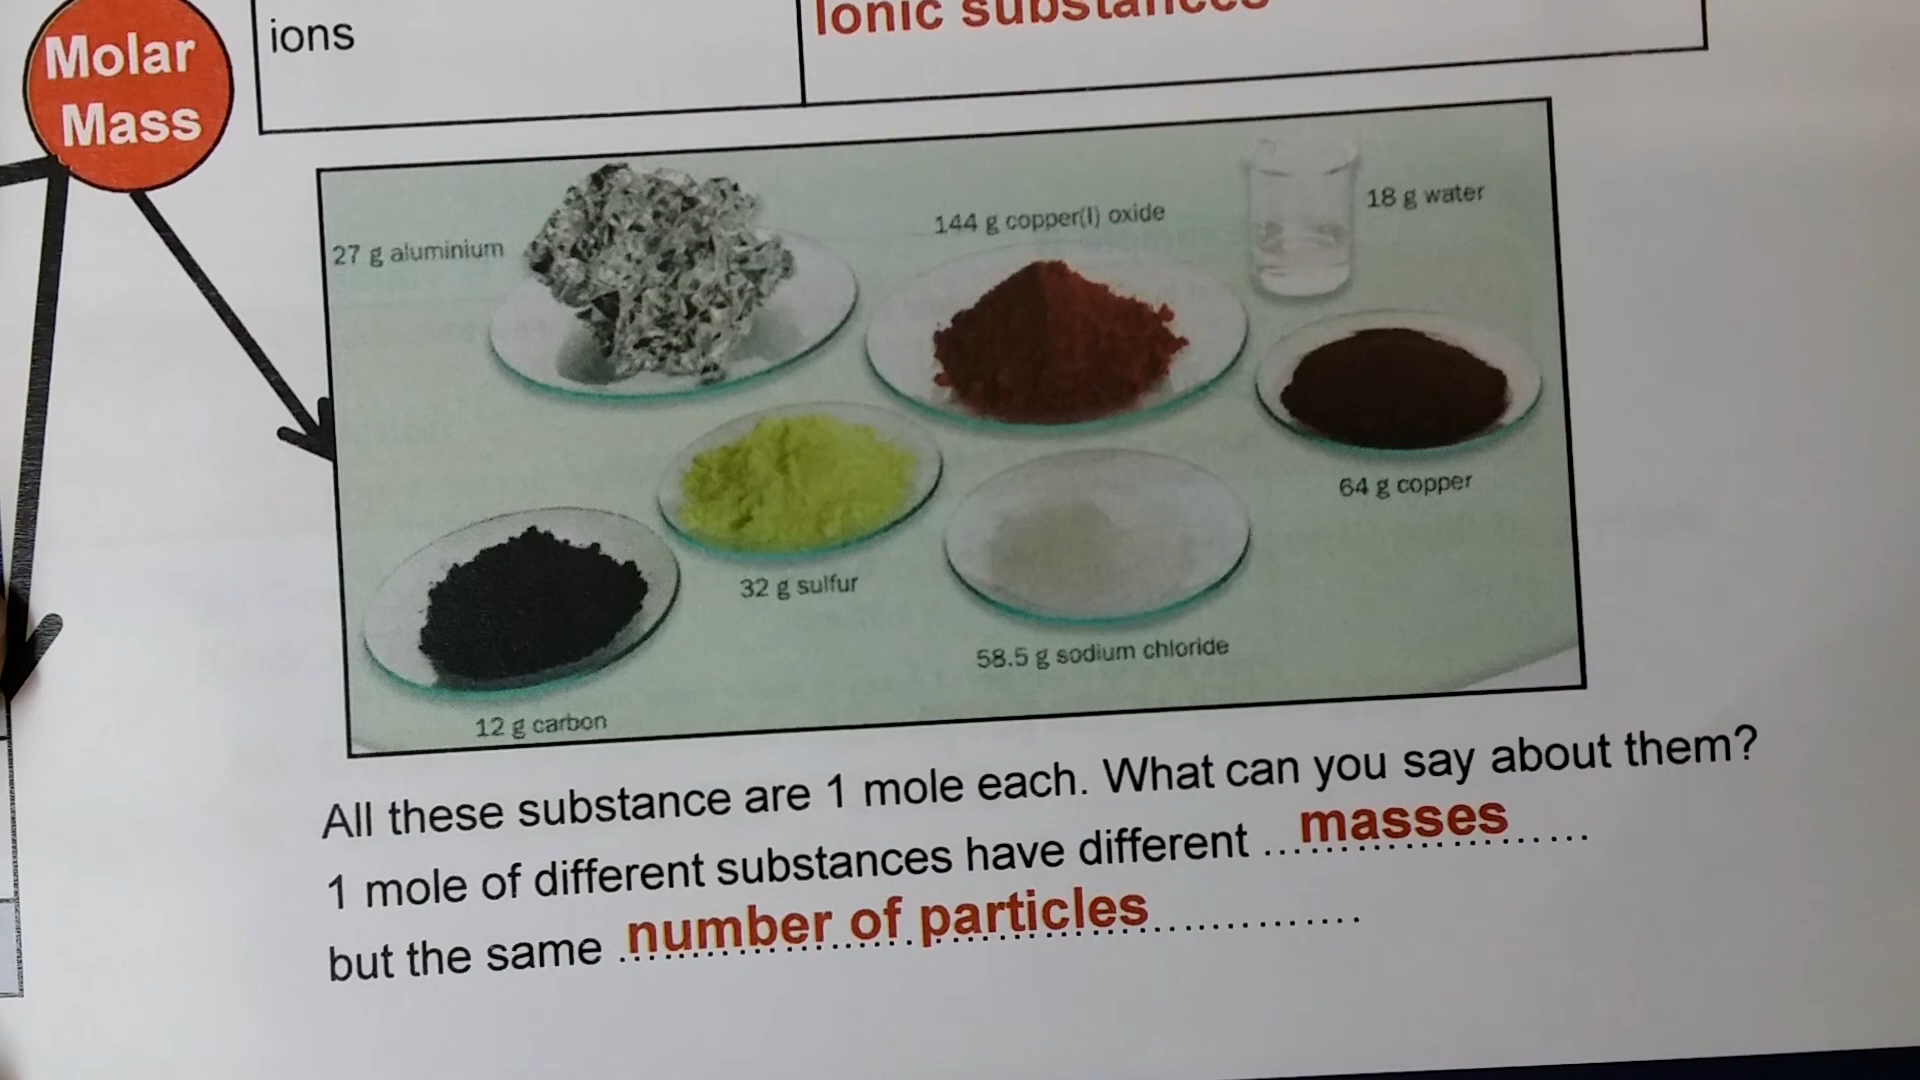 Molar
Mass
ions
Ionic substances
27 g aluminium
144 g copper(I) oxide
18 g water
64 g copper
32 g sulfur
58.5 g sodium chloride
12 g carbon
All these substance are 1 mole each. What can you say about them?
1 mole of different substances have different ...masses.....
but the same .number of particles..............